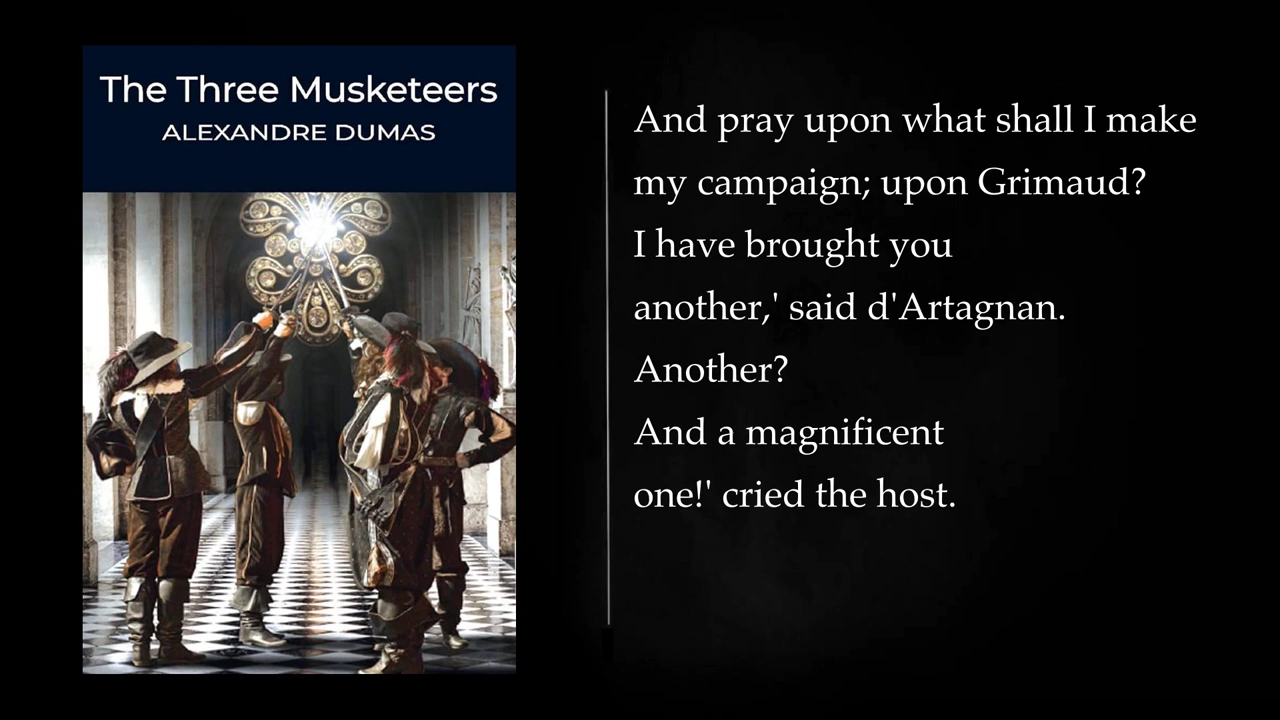 The Three Musketeers
ALEXANDRE DUMAS
And pray upon what shall I make
my campaign; upon Grimaud?
I have brought you
another,' said d'Artagnan.
Another?
And a magnificent
one!' cried the host.